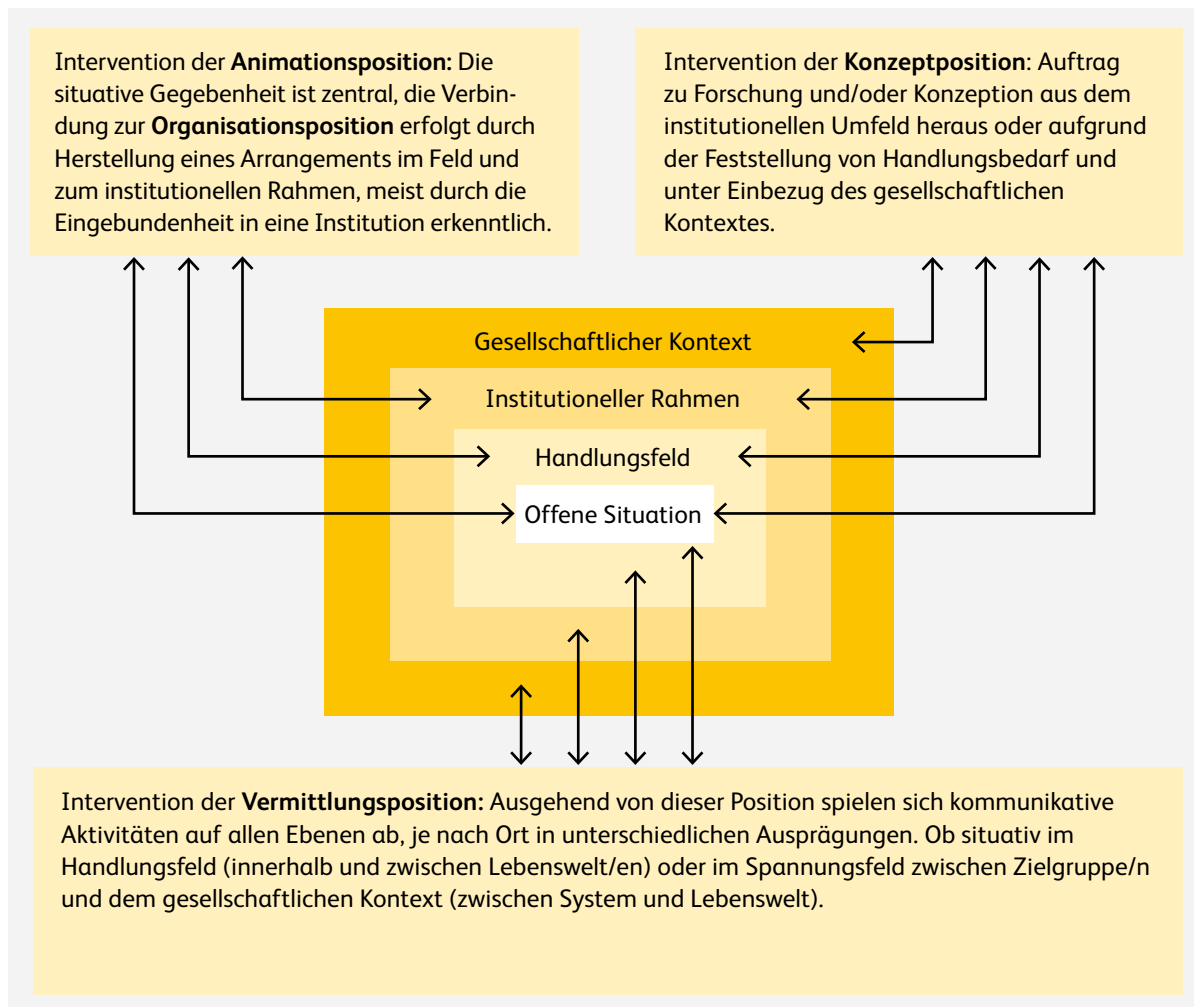 Intervention der Animationsposition: Die
situative Gegebenheit ist zentral, die Verbin-
dung zur Organisationsposition erfolgt durch
Herstellung eines Arrangements im Feld und
zum institutionellen Rahmen, meist durch die
Eingebundenheit in eine Institution erkenntlich.
Intervention der Konzeptposition: Auftrag
zu Forschung und/oder Konzeption aus dem
institutionellen Umfeld heraus oder aufgrund
der Feststellung von Handlungsbedarf und
unter Einbezug des gesellschaftlichen
Kontextes.
Gesellschaftlicher Kontext
Institutioneller Rahmen
Handlungsfeld
Offene Situation
Intervention der Vermittlungsposition: Ausgehend von dieser Position spielen sich kommunikative
Aktivitäten auf allen Ebenen ab, je nach Ort in unterschiedlichen Ausprägungen. Ob situativ im
Handlungsfeld (innerhalb und zwischen Lebenswelt/en) oder im Spannungsfeld zwischen Zielgruppe/n
und dem gesellschaftlichen Kontext (zwischen System und Lebenswelt).